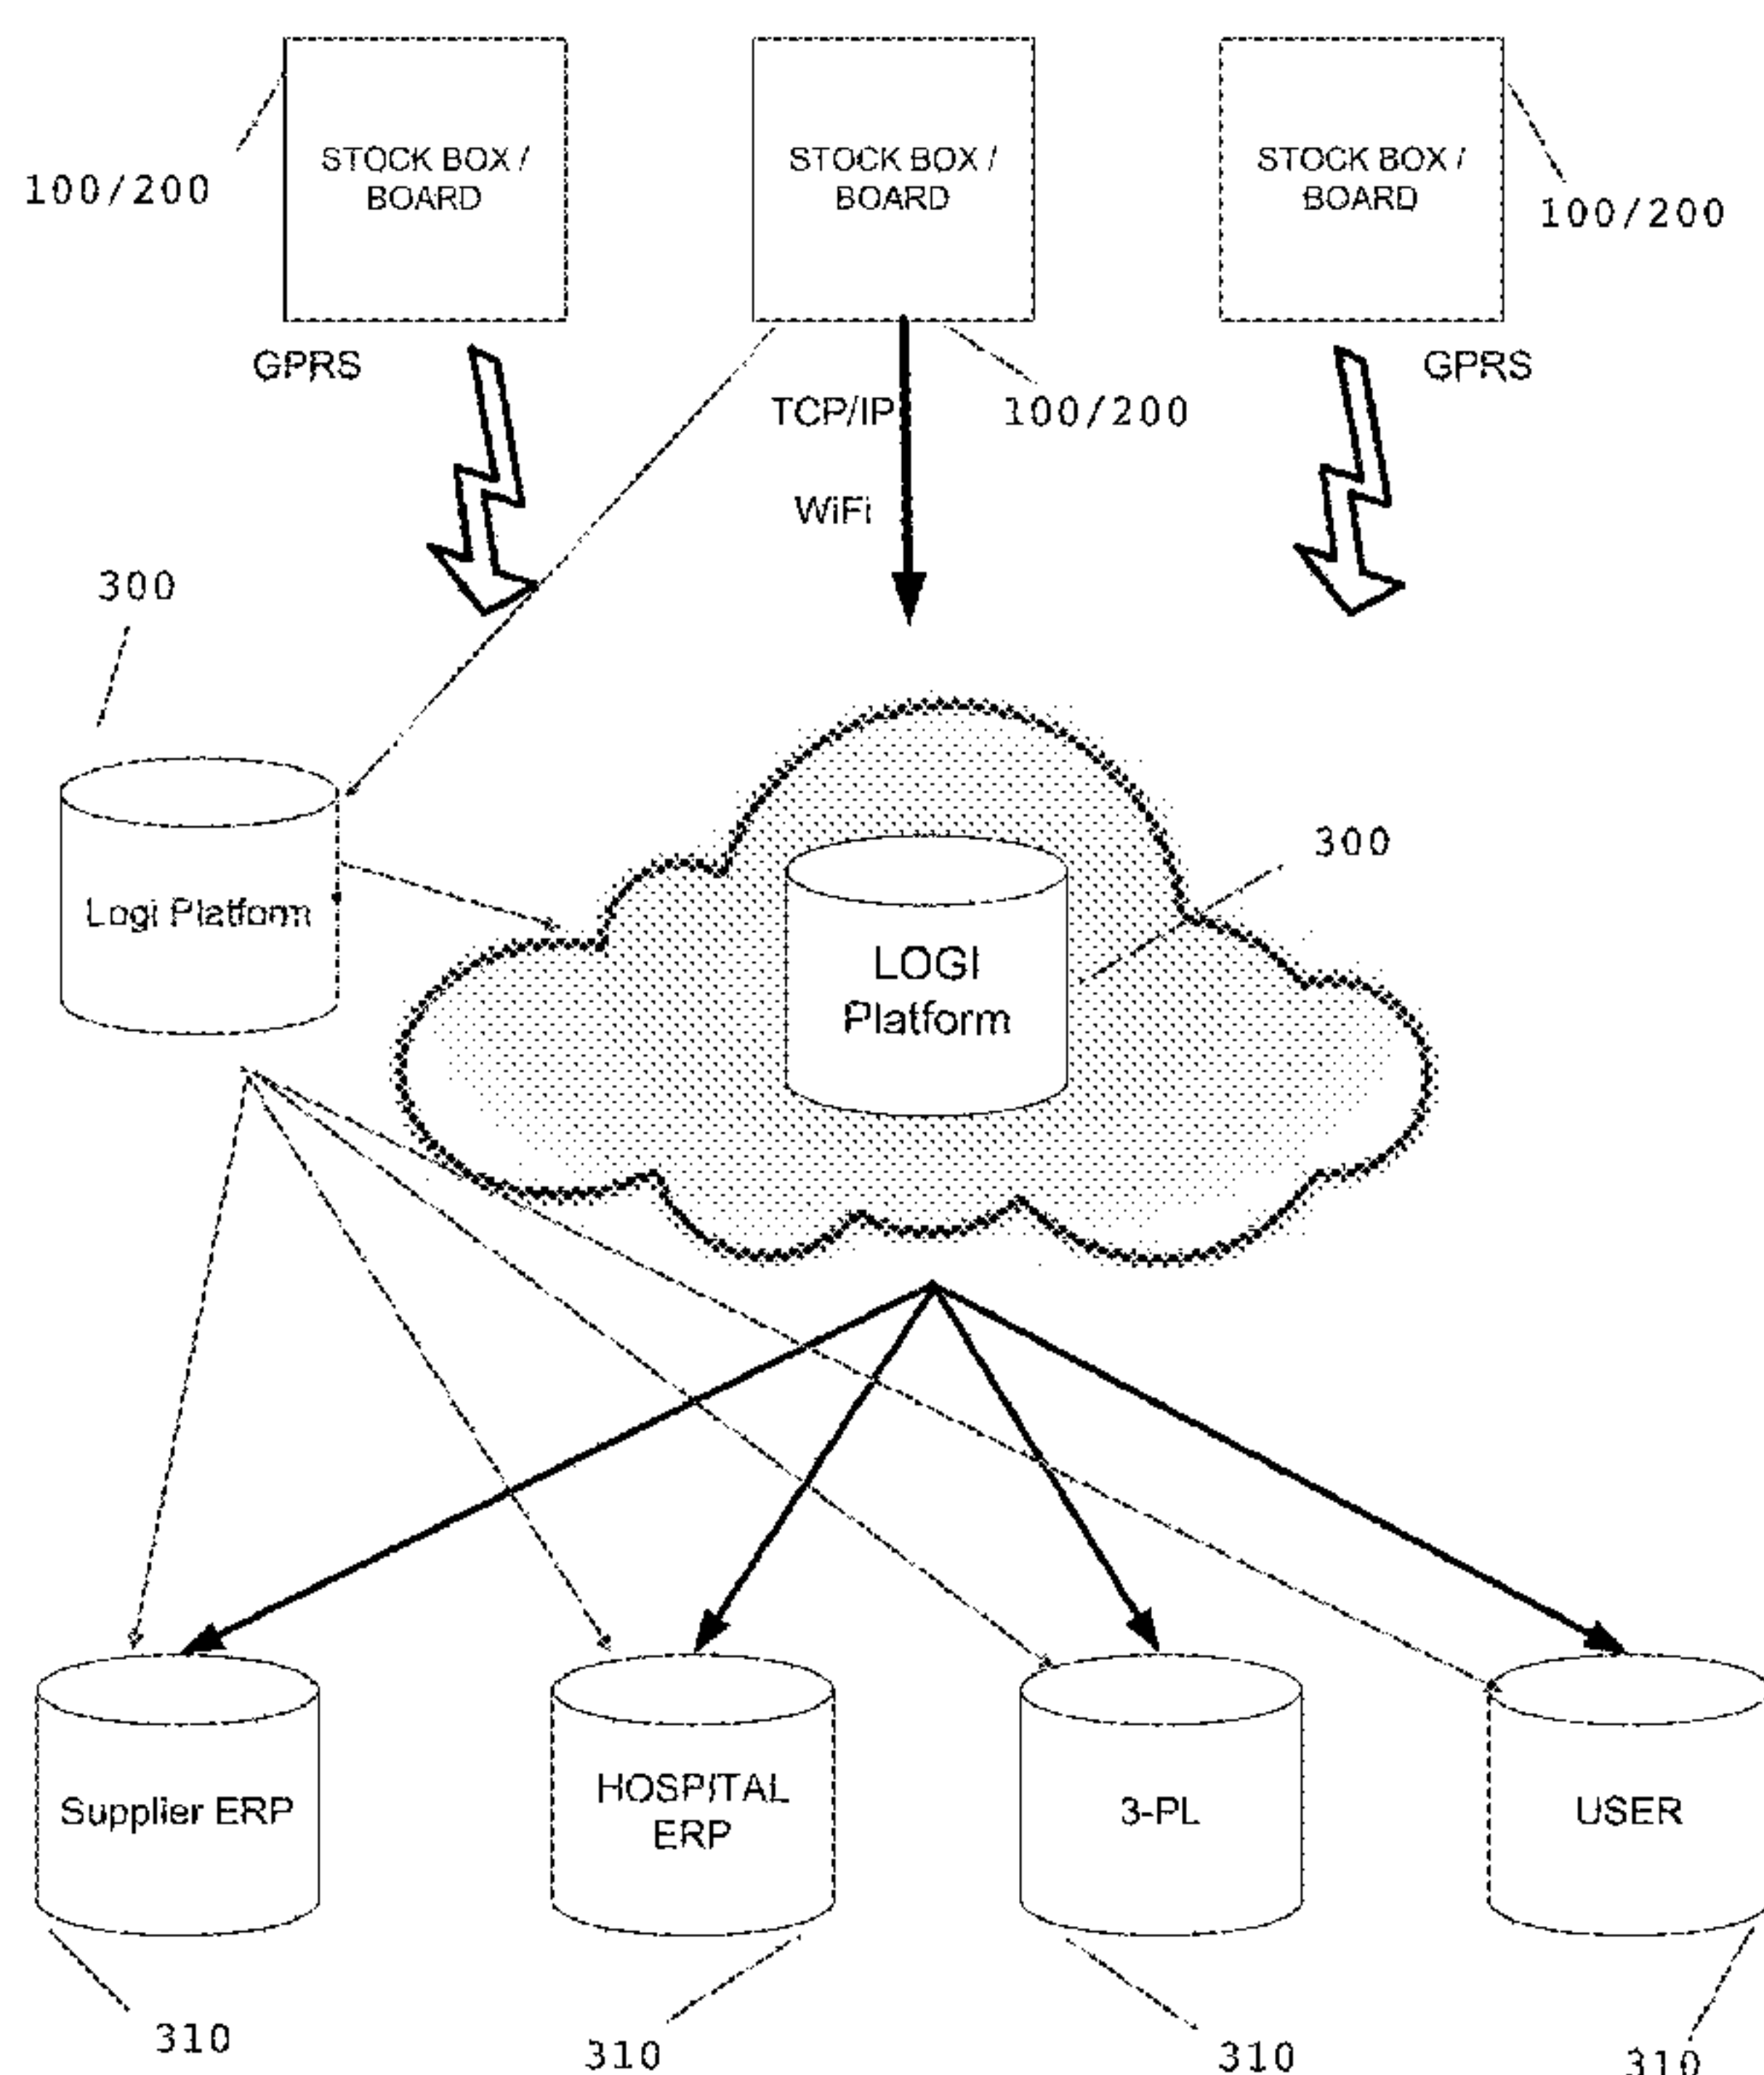 STOCK BOX /
BOARD
STOCK BOX /
BOARD
STOCK BOX /
BOARD
100/200
100/200
GPRS
GPRS
TCP/IP
100/200
WiFi
300
300
Logi Platform
LOGI
Platform
Supplier ERP
HOSPITAL
ERP
3-PL
USER
310
310
310
310